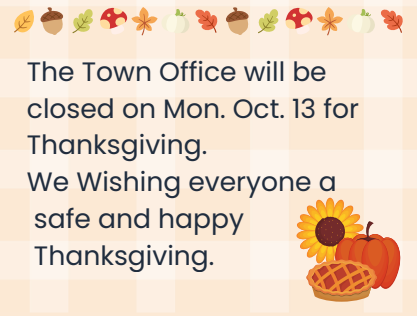 The Town Office will be
closed on Mon. Oct. 13 for
Thanksgiving.
We Wishing everyone a
safe and happy
Thanksgiving.